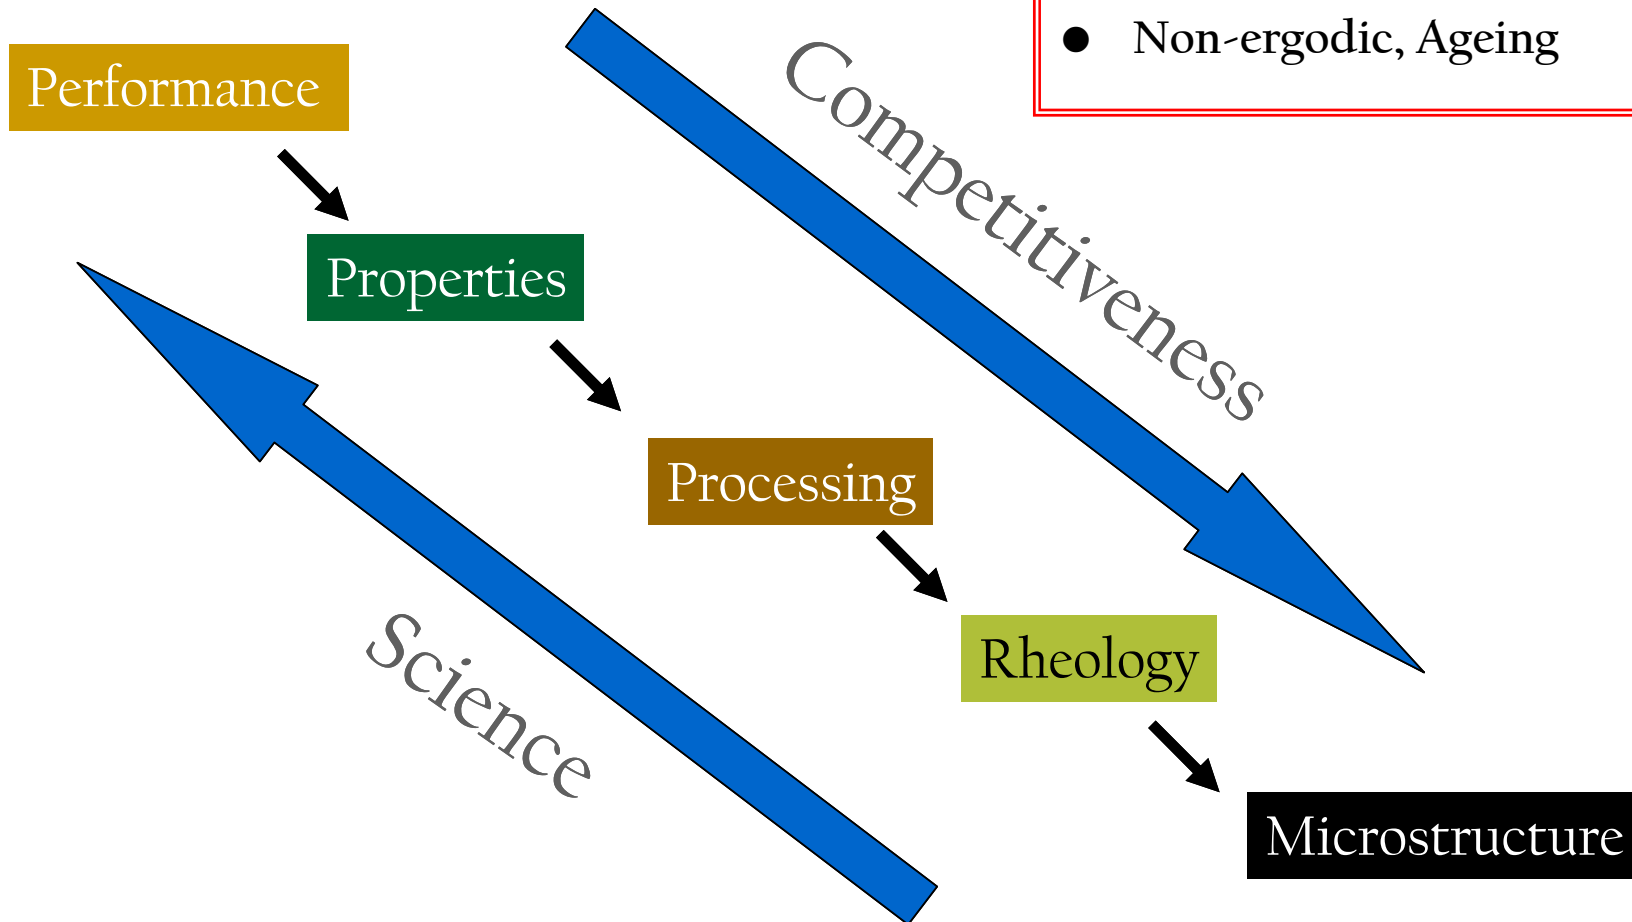 ● Non-ergodic, Ageing
Performance
Competitiveness
Properties
Processing
Science
Rheology
Microstructure